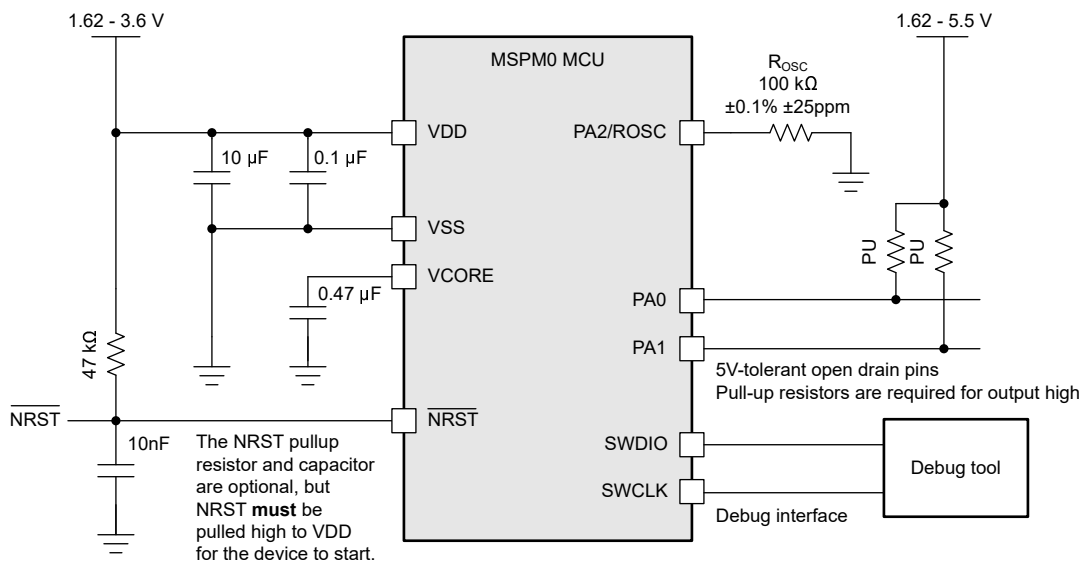 1.62 - 3.6 V
1.62 - 5.5 V
MSPM0 MCU
ROSC
100 kΩ
±0.1% ±25ppm
VDD
PA2/ROSC
10 µF
0.1 µF
VSS
VCORE
0.47 µF
PU
PU
PA0
47 kΩ
PA1
5V-tolerant open drain pins
Pull-up resistors are required for output high
NRST
NRST
10nF
The NRST pullup
resistor and capacitor
are optional, but
NRST must be
pulled high to VDD
for the device to start.
SWDIO
SWCLK
Debug tool
Debug interface